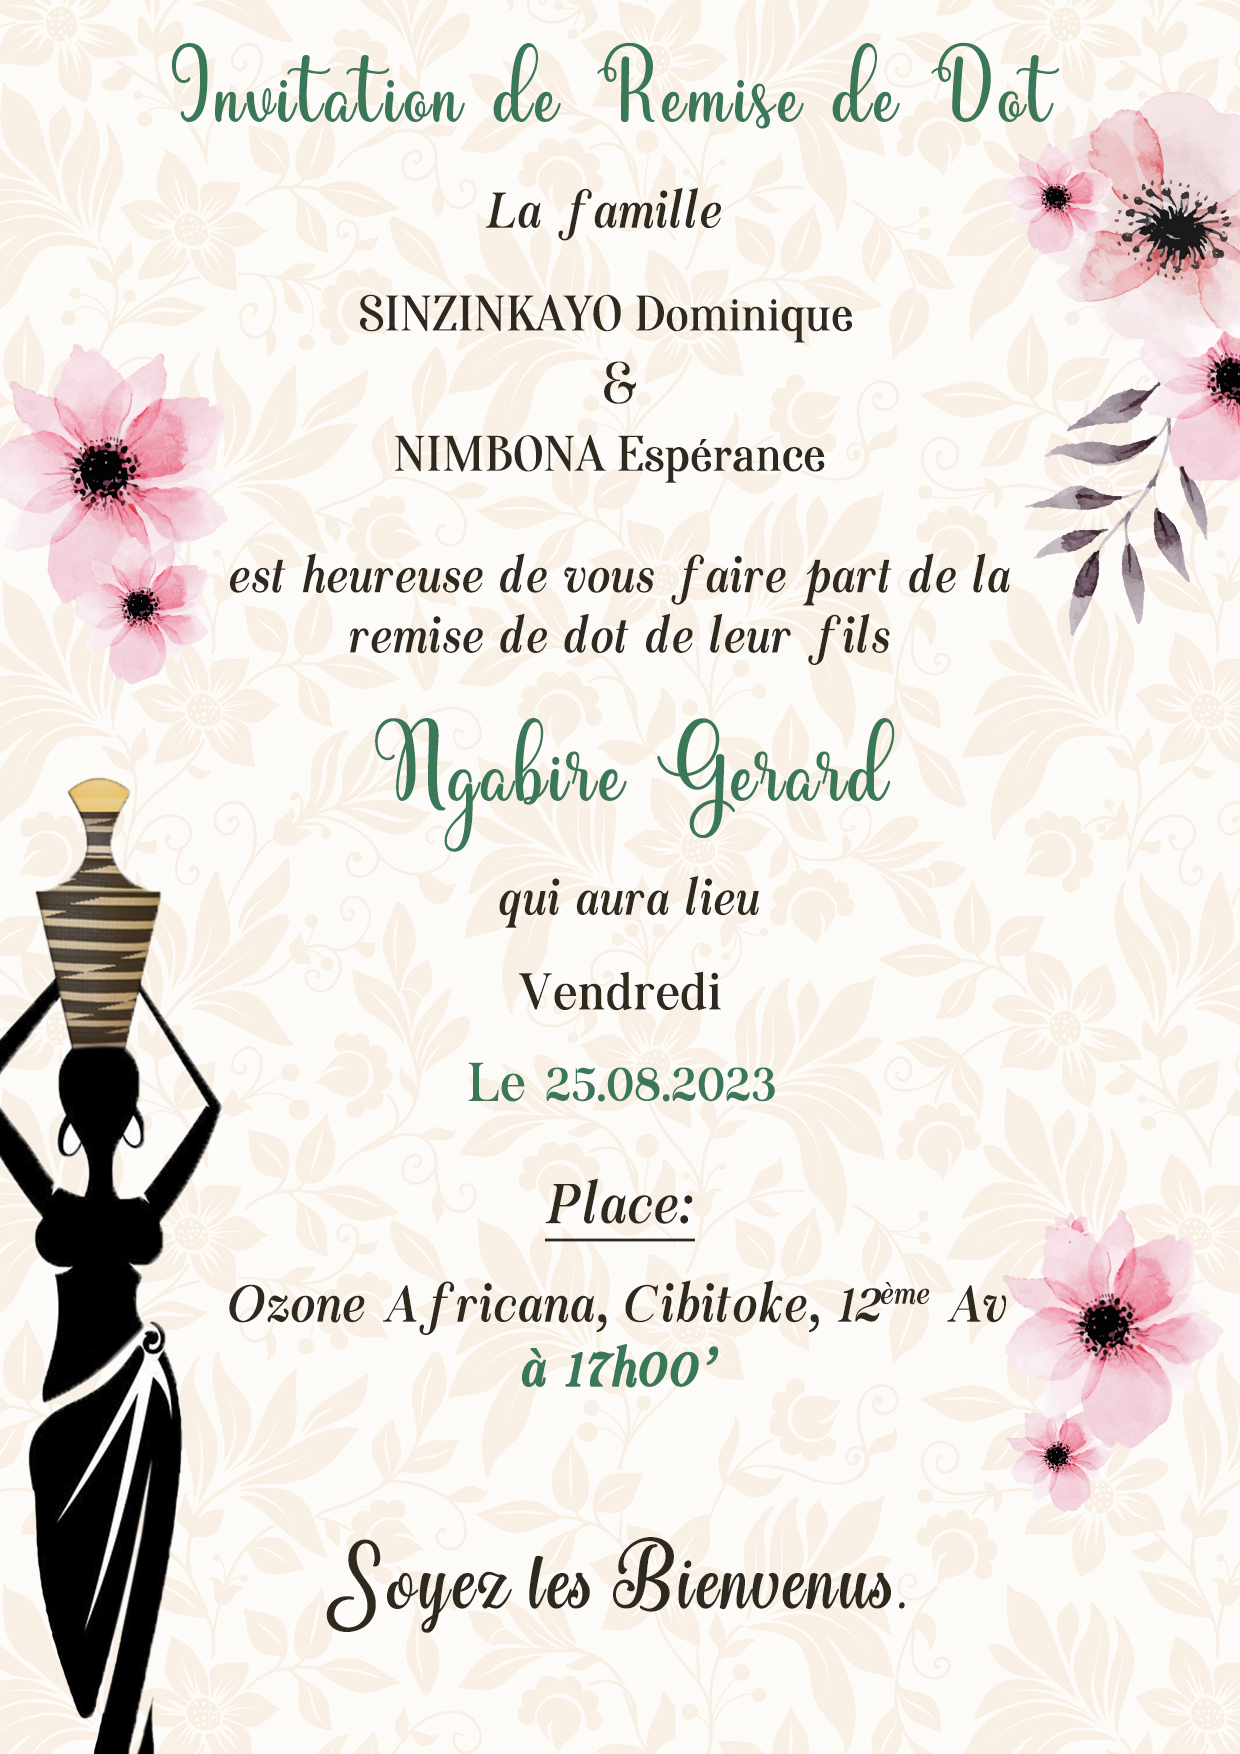 Invitation de Remise de Dot
La famille
SINZINKAYO Dominique
&
NIMBONA Espérance
est heureuse de vous faire part de la
remise de dot de leur fils
Ngabire Gerard
qui aura lieu
Vendredi
Le 25.08.2023
Place:
Ozone Africana, Cibitoke, 12ème Av
à 17h00’
Soyez les Bienvenus.